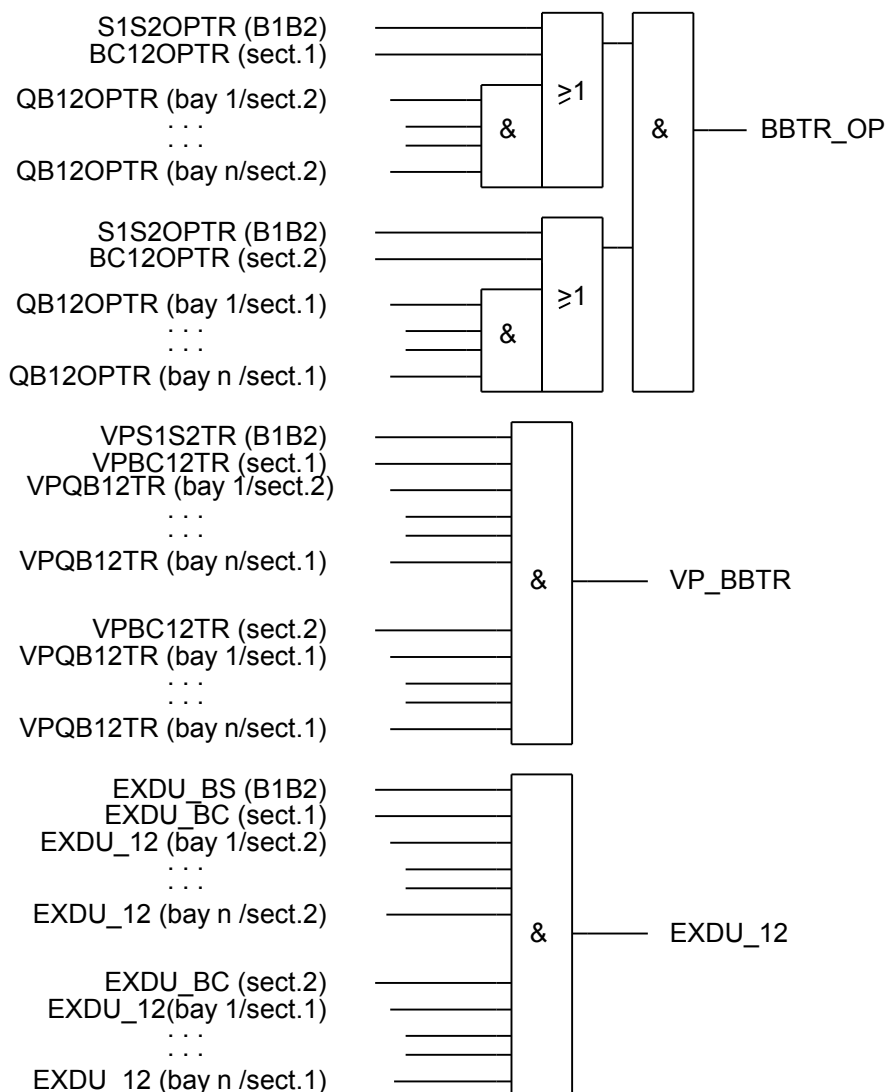 S1S2OPTR (B1B2)
BC12OPTR (sect.1)
QB12OPTR (bay 1/sect.2)
. . .
. . .
QB12OPTR (bay n/sect.2)
&
≥1
&
BBTR_OP
S1S2OPTR (B1B2)
BC12OPTR (sect.2)
QB12OPTR (bay 1/sect.1)
. . .
. . .
QB12OPTR (bay n /sect.1)
&
≥1
VPS1S2TR (B1B2)
VPBC12TR (sect.1)
VPQB12TR (bay 1/sect.2)
. . .
. . .
VPQB12TR (bay n/sect.1)
&
VP_BBTR
VPBC12TR (sect.2)
VPQB12TR (bay 1/sect.1)
. . .
. . .
VPQB12TR (bay n/sect.1)
EXDU_BS (B1B2)
EXDU_BC (sect.1)
EXDU_12 (bay 1/sect.2)
. . .
. . .
EXDU_12 (bay n /sect.2)
&
EXDU_12
EXDU_BC (sect.2)
EXDU_12(bay 1/sect.1)
. . .
. . .
EXDU_12 (bay n /sect.1)